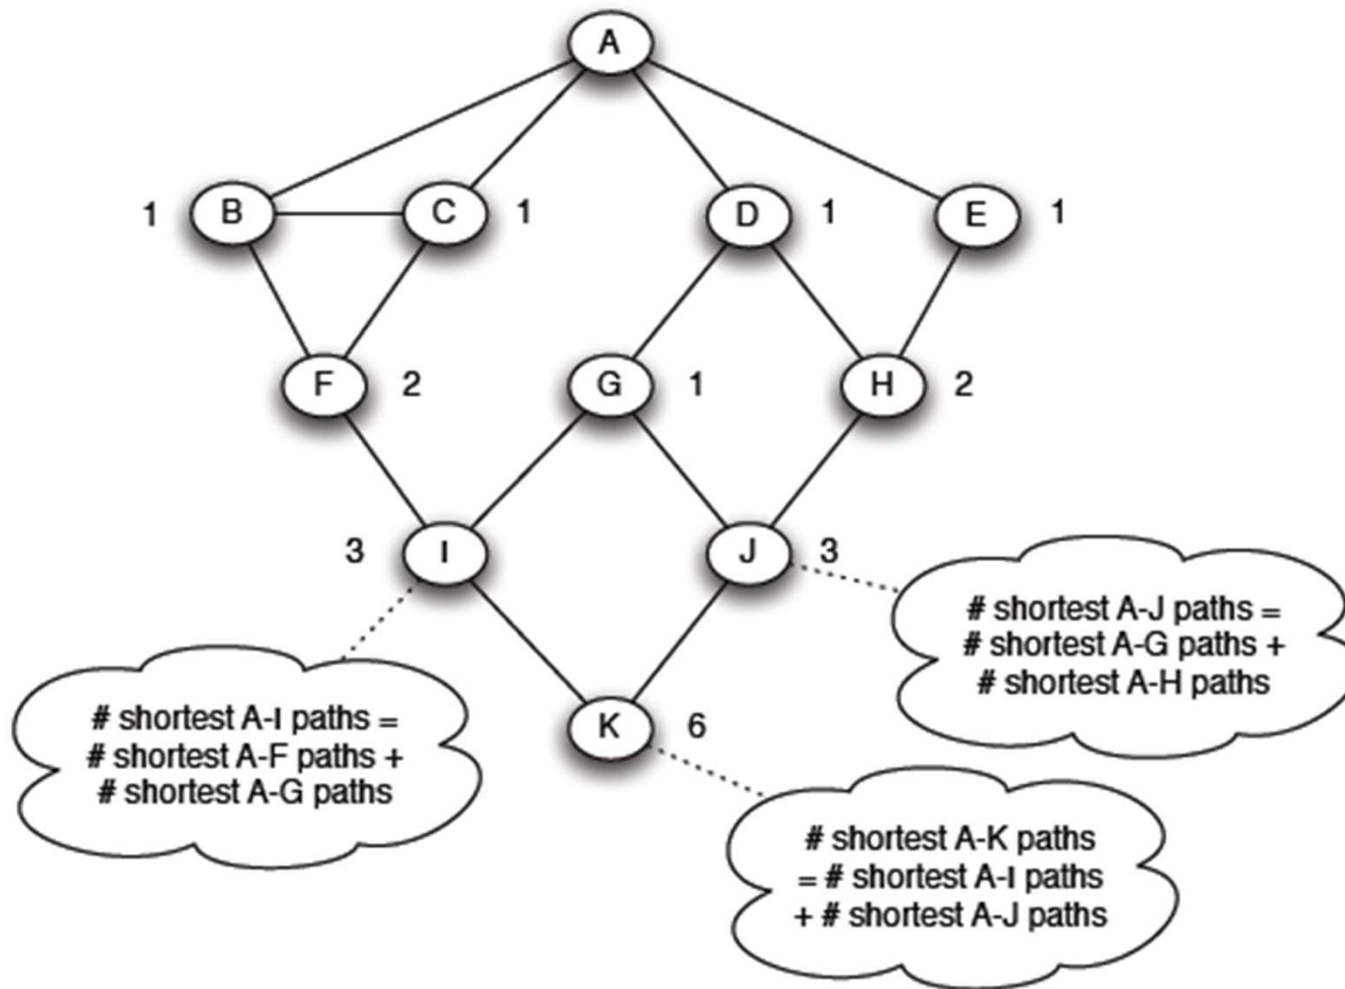 A
1 B C 1 D 1 E 1
F 2 G 1 H 2
3 I J 3
# shortest A-J paths =
# shortest A-G paths +
# shortest A-H paths
# shortest A-I paths =
# shortest A-F paths +
# shortest A-G paths
K 6
# shortest A-K paths
= # shortest A-I paths
+ # shortest A-J paths